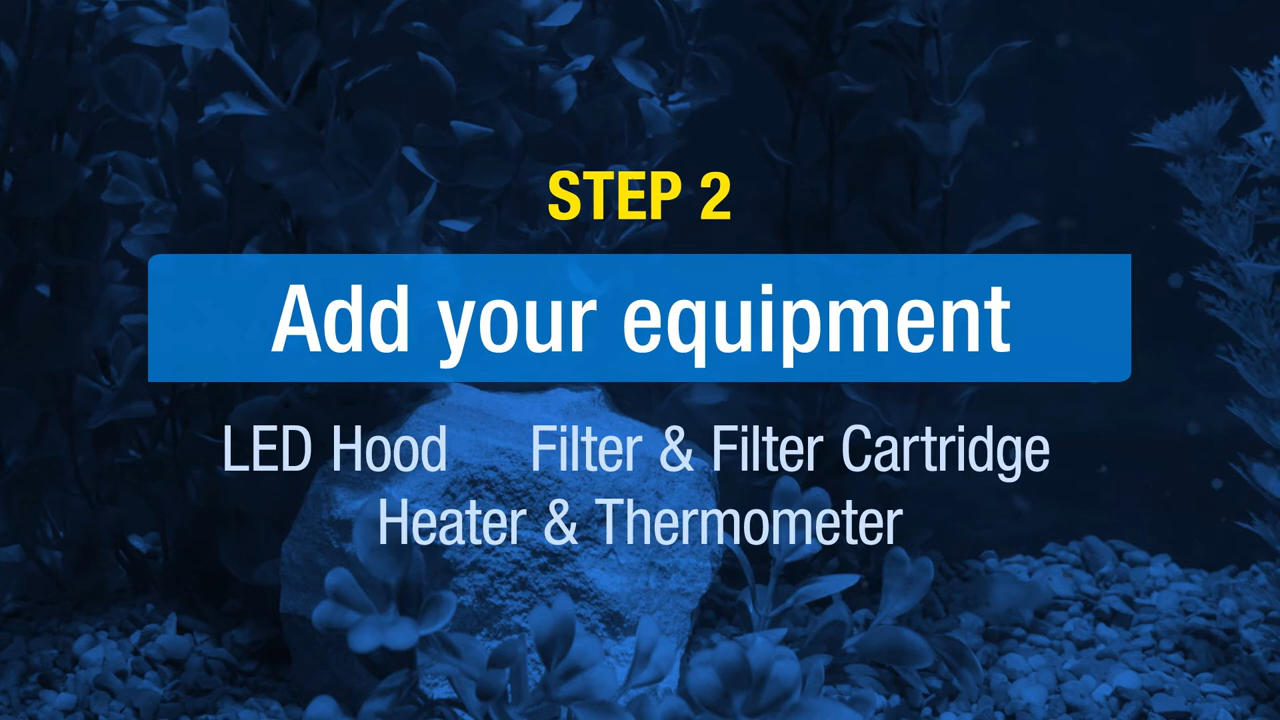 STEP 2
Add your equipment
LED Hood Filter & Filter Cartridge
Heater & Thermometer